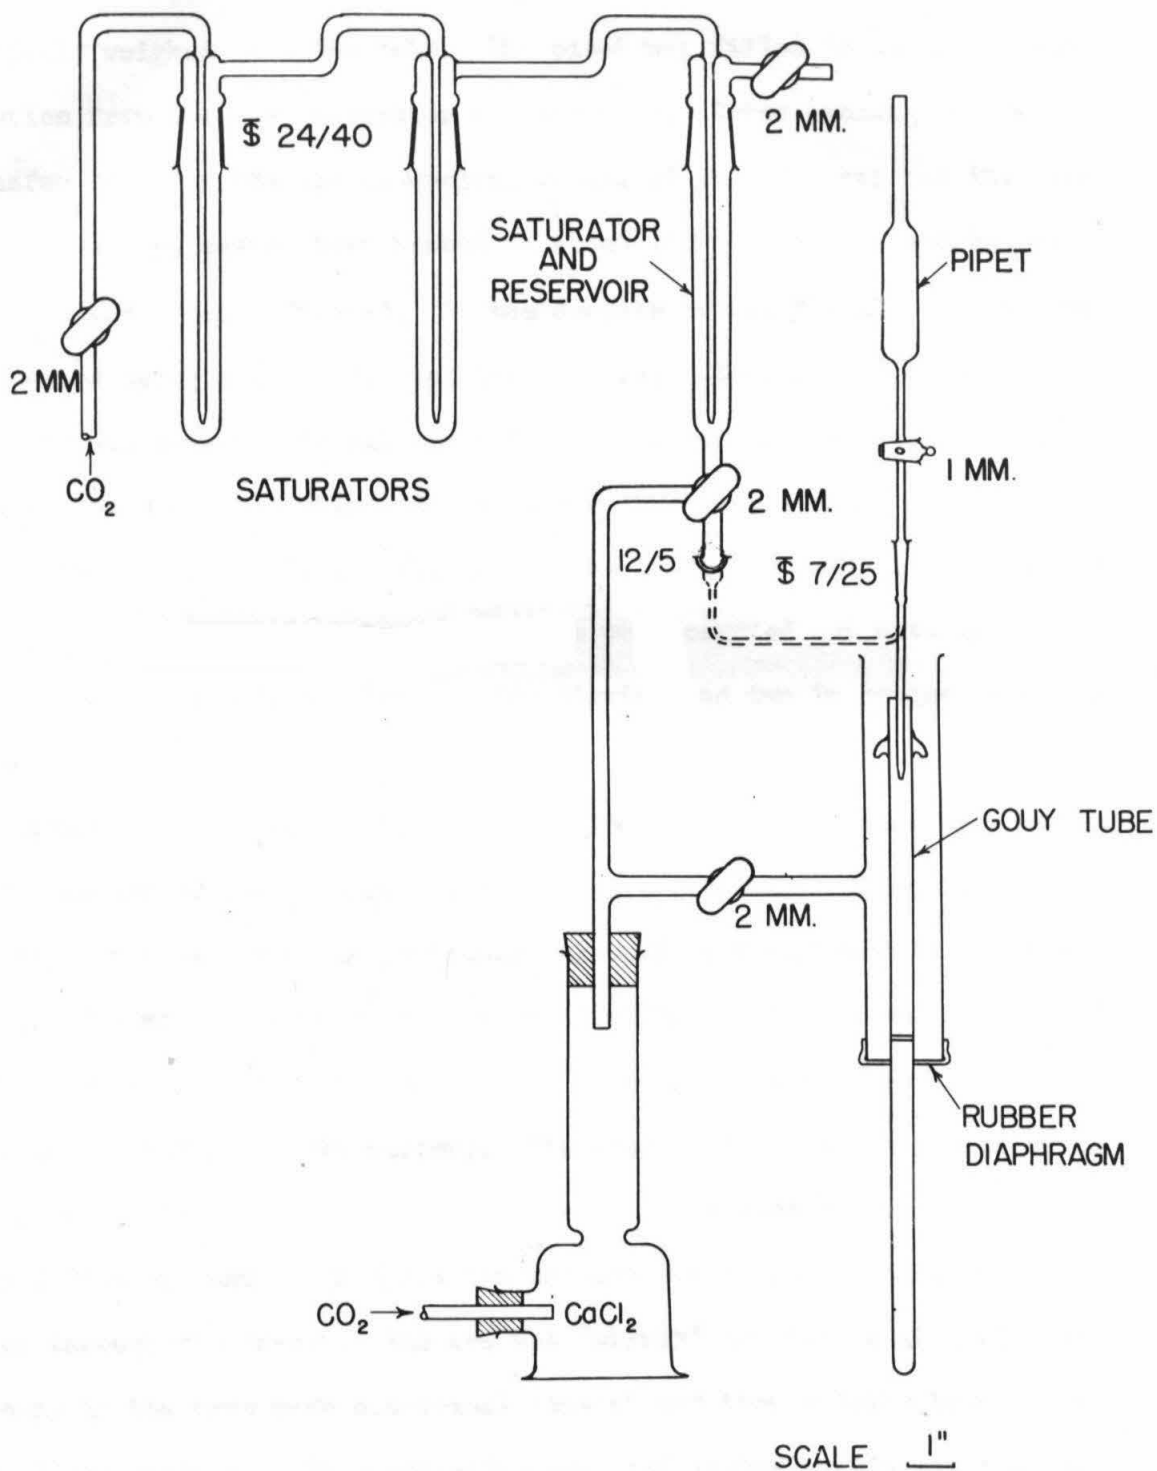 2 MM.
$ 24/40
SATURATOR
AND
RESERVOIR
PIPET
2 MM
CO2
SATURATORS
1 MM.
2 MM.
12/5
$ 7/25
GOUY TUBE
2 MM.
RUBBER
DIAPHRAGM
CO2
CaCl2
SCALE 1"